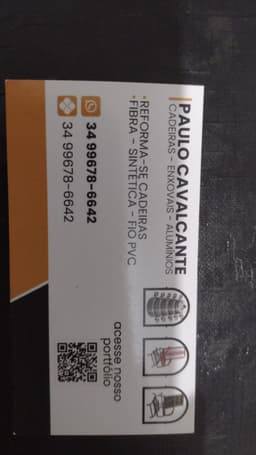 PAULO CAVALCANTE
CADEIRAS - ENXOVAIS - ALUMÍNIOS
•REFORMA-SE CADEIRAS
•FIBRA - SINTÉTICA - FIO PVC
34 99678-6642
34 99678-6642
acesse nosso
portfólio